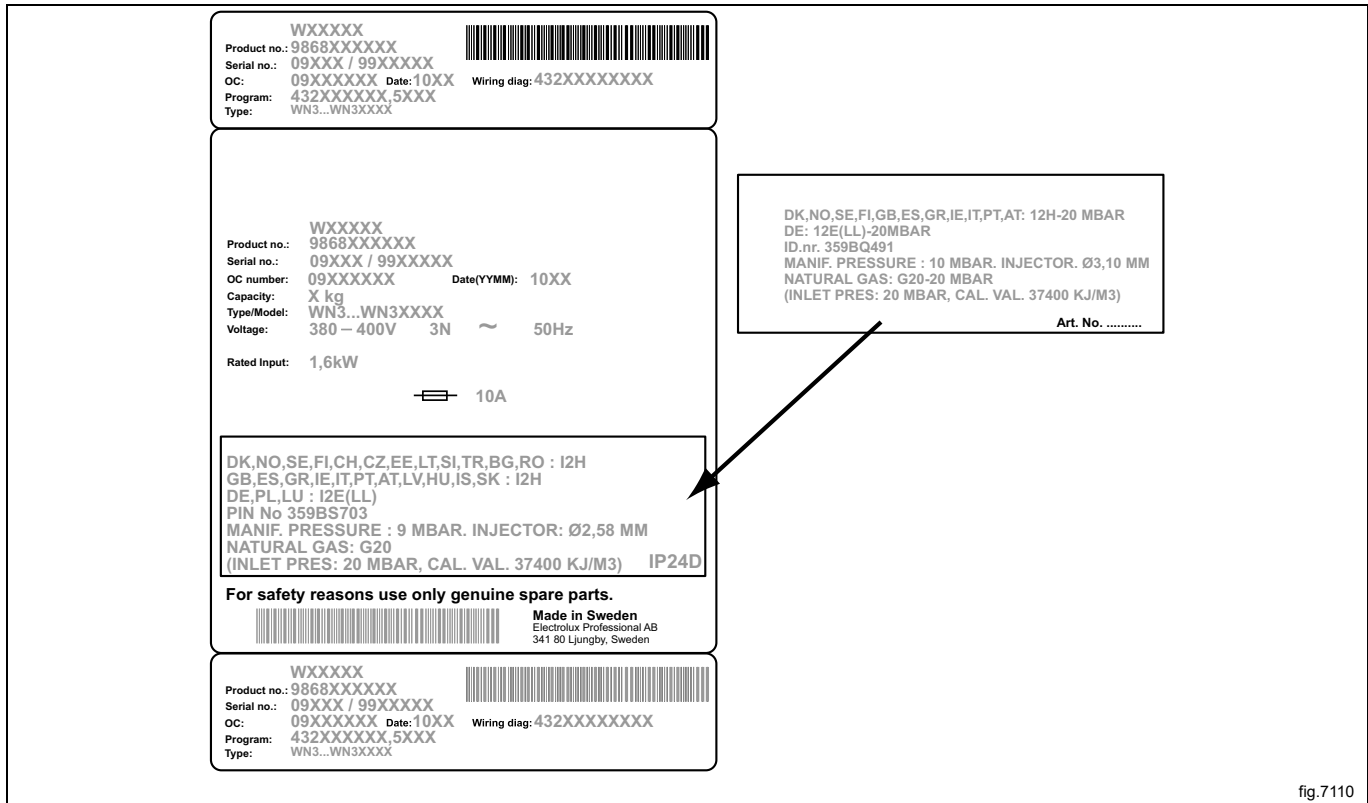 WXXXXX
Product no.: 9868XXXXXX
Serial no.: 09XXX / 99XXXXX
OC: 09XXXXXX Date: 10XX Wiring diag: 432XXXXXXXX
Program: 432XXXXXX,5XXX
Type: WN3...WN3XXXX
WXXXXX
Product no.: 9868XXXXXX
Serial no.: 09XXX / 99XXXXX
OC number: 09XXXXXX Date(YYMM): 10XX
Capacity: X kg
Type/Model: WN3...WN3XXXX
Voltage: 380 – 400V 3N ~ 50Hz
Rated Input: 1,6kW
10A
DK,NO,SE,FI,CH,CZ,EE,LT,SI,TR,BG,RO : I2H
GB,ES,GR,IE,IT,PT,AT,LV,HU,IS,SK : I2H
DE,PL,LU : I2E(LL)
PIN No 359BS703
MANIF. PRESSURE : 9 MBAR. INJECTOR: Ø2,58 MM
NATURAL GAS: G20
(INLET PRES: 20 MBAR, CAL. VAL. 37400 KJ/M3) IP24D
For safety reasons use only genuine spare parts.
Made in Sweden
Electrolux Professional AB
341 80 Ljungby, Sweden
WXXXXX
Product no.: 9868XXXXXX
Serial no.: 09XXX / 99XXXXX
OC: 09XXXXXX Date: 10XX Wiring diag: 432XXXXXXXX
Program: 432XXXXXX,5XXX
Type: WN3...WN3XXXX
DK,NO,SE,FI,GB,ES,GR,IE,IT,PT,AT: 12H-20 MBAR
DE: 12E(LL)-20MBAR
ID.nr. 359BQ491
MANIF. PRESSURE : 10 MBAR. INJECTOR. Ø3,10 MM
NATURAL GAS: G20-20 MBAR
(INLET PRES: 20 MBAR, CAL. VAL. 37400 KJ/M3)
Art. No. ..........
fig.7110